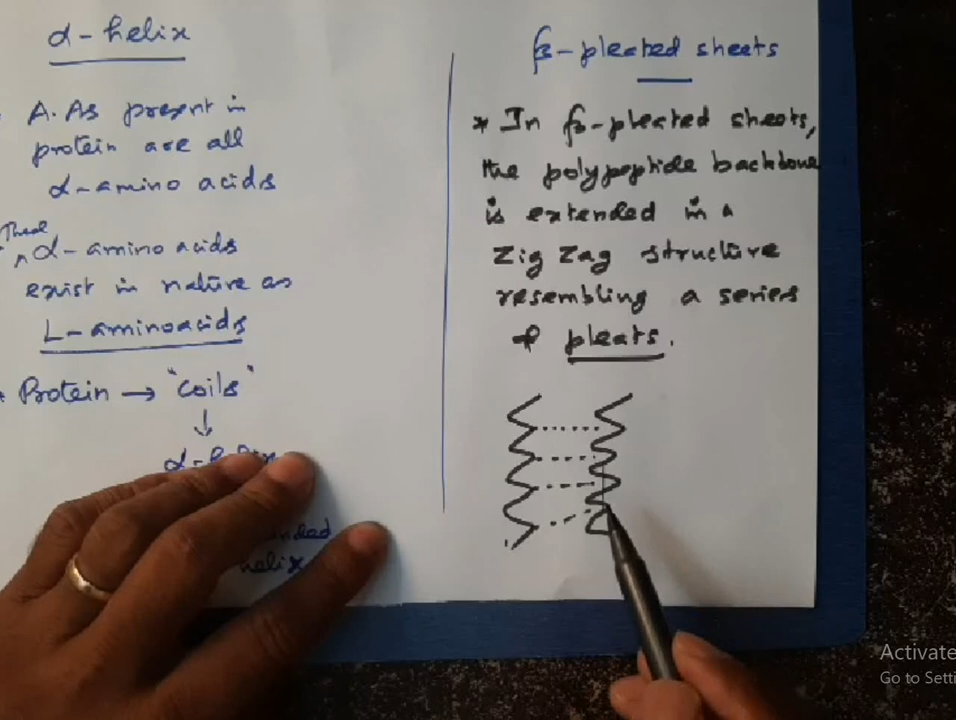 α-helix
A. As present in
protein are all
α-amino acids
These
α-amino acids
exist in nature as
L-aminoacids
Protein → "coils"
↓
helix
β-pleated sheets
* In β-pleated sheets,
the polypeptide backbone
is extended in a
Zig Zag structure
resembling a series
of pleats.
Activate
Go to Setti